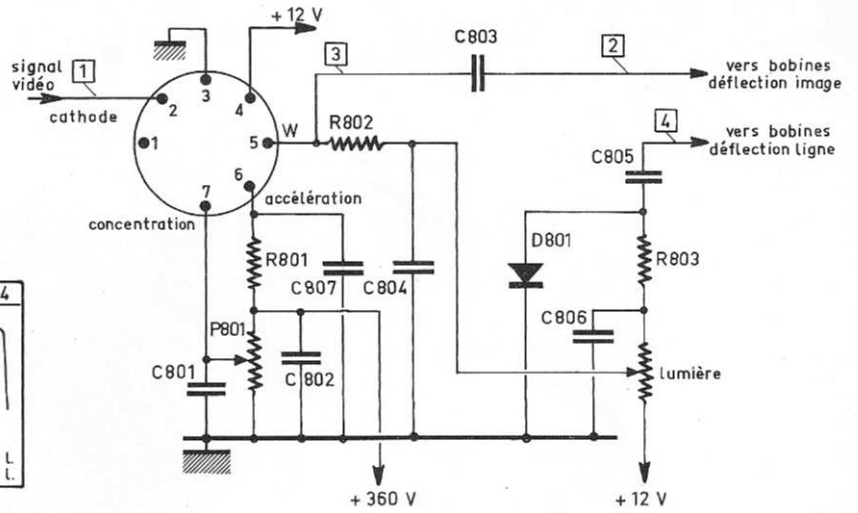 + 12 V
C803
3
2
signal
vidéo
1
cathode
vers bobines
déflection image
3
2
4
1
5
W
R802
4
vers bobines
déflection ligne
C805
6
7
accélération
concentration
D801
R801
R803
C807
C804
4
P801
C806
C801
C802
lumière
L.
L.
+ 360 V
+ 12 V